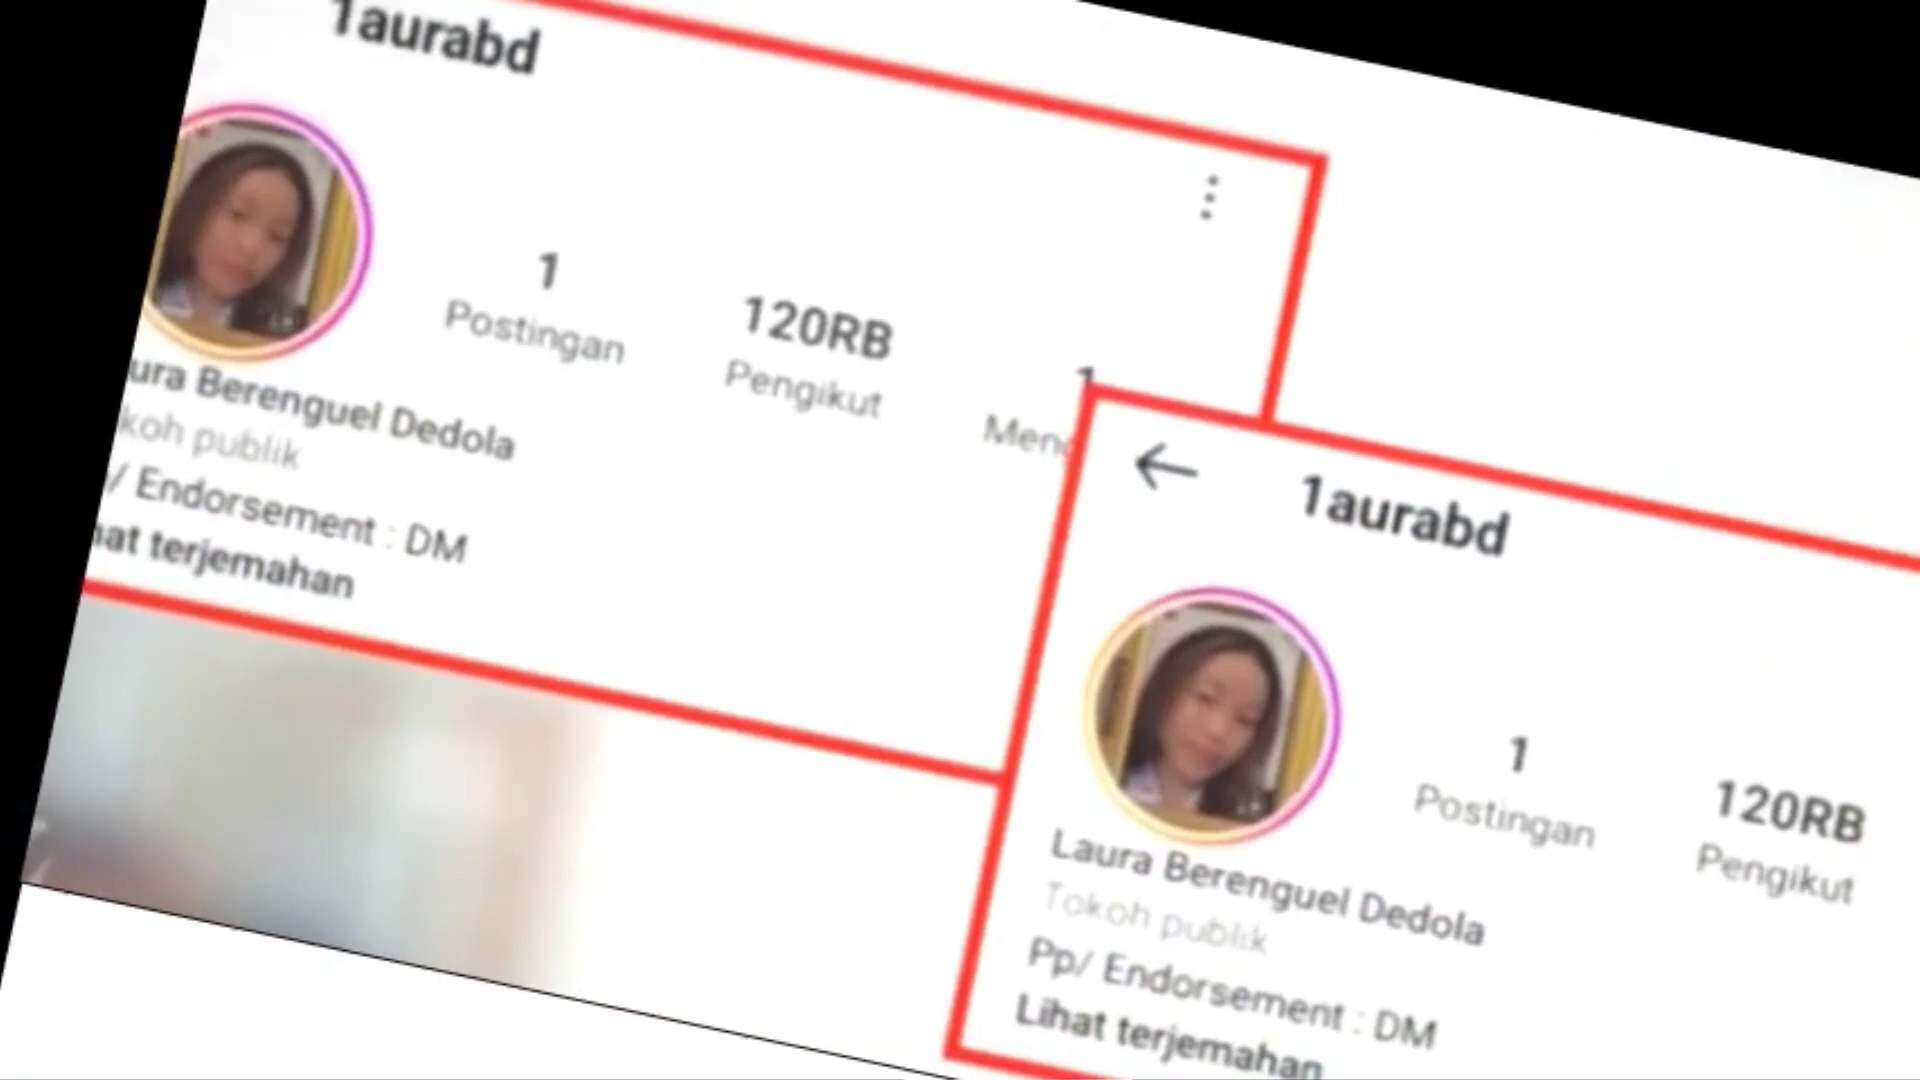 1aurabd
1
Postingan
120RB
Pengikut
1
ura Berenguel Dedola
koh publik
/ Endorsement : DM
hat terjemahan
1aurabd
1
Postingan
120RB
Pengikut
Laura Berenguel Dedola
Tokoh publik
Pp/ Endorsement : DM
Lihat terjemahan